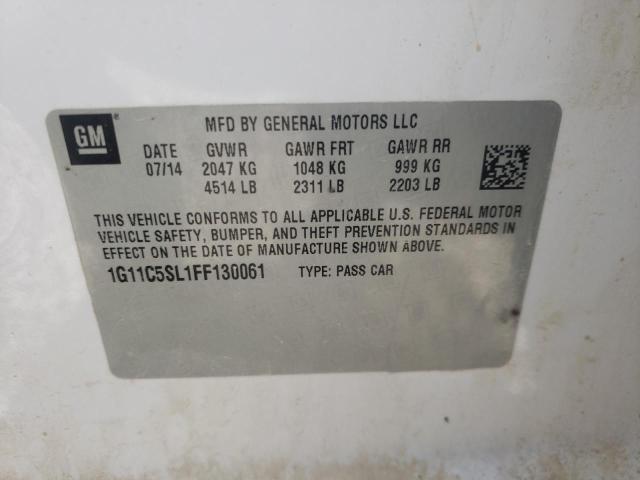 GM
MFD BY GENERAL MOTORS LLC
DATE GVWR GAWR FRT GAWR RR
07/14 2047 KG 1048 KG 999 KG
4514 LB 2311 LB 2203 LB
THIS VEHICLE CONFORMS TO ALL APPLICABLE U.S. FEDERAL MOTOR
VEHICLE SAFETY, BUMPER, AND THEFT PREVENTION STANDARDS IN
EFFECT ON THE DATE OF MANUFACTURE SHOWN ABOVE.
1G11C5SL1FF130061 TYPE: PASS CAR